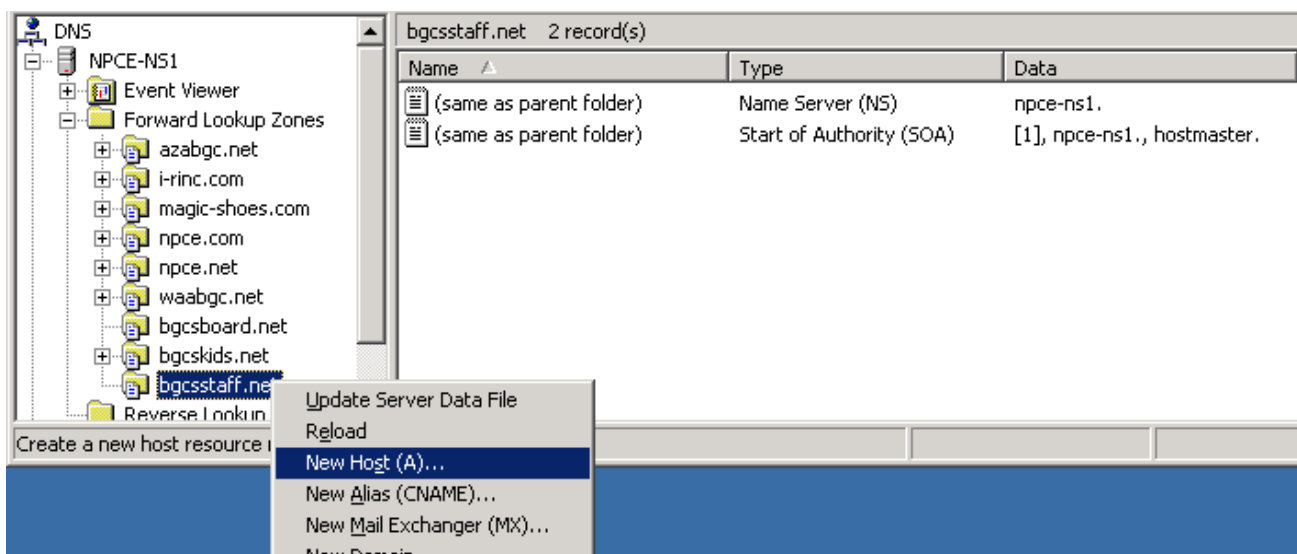 DNS
NPCE-NS1
Event Viewer
Forward Lookup Zones
azabgc.net
i-rinc.com
magic-shoes.com
npce.com
npce.net
waabgc.net
bgcsboard.net
bgcskids.net
bgcsstaff.net
Reverse Lookup
bgcsstaff.net 2 record(s)
Name Type Data
(same as parent folder) Name Server (NS) npce-ns1.
(same as parent folder) Start of Authority (SOA) [1], npce-ns1., hostmaster.
Create a new host resource
Update Server Data File
Reload
New Host (A)...
New Alias (CNAME)...
New Mail Exchanger (MX)...
New Domain